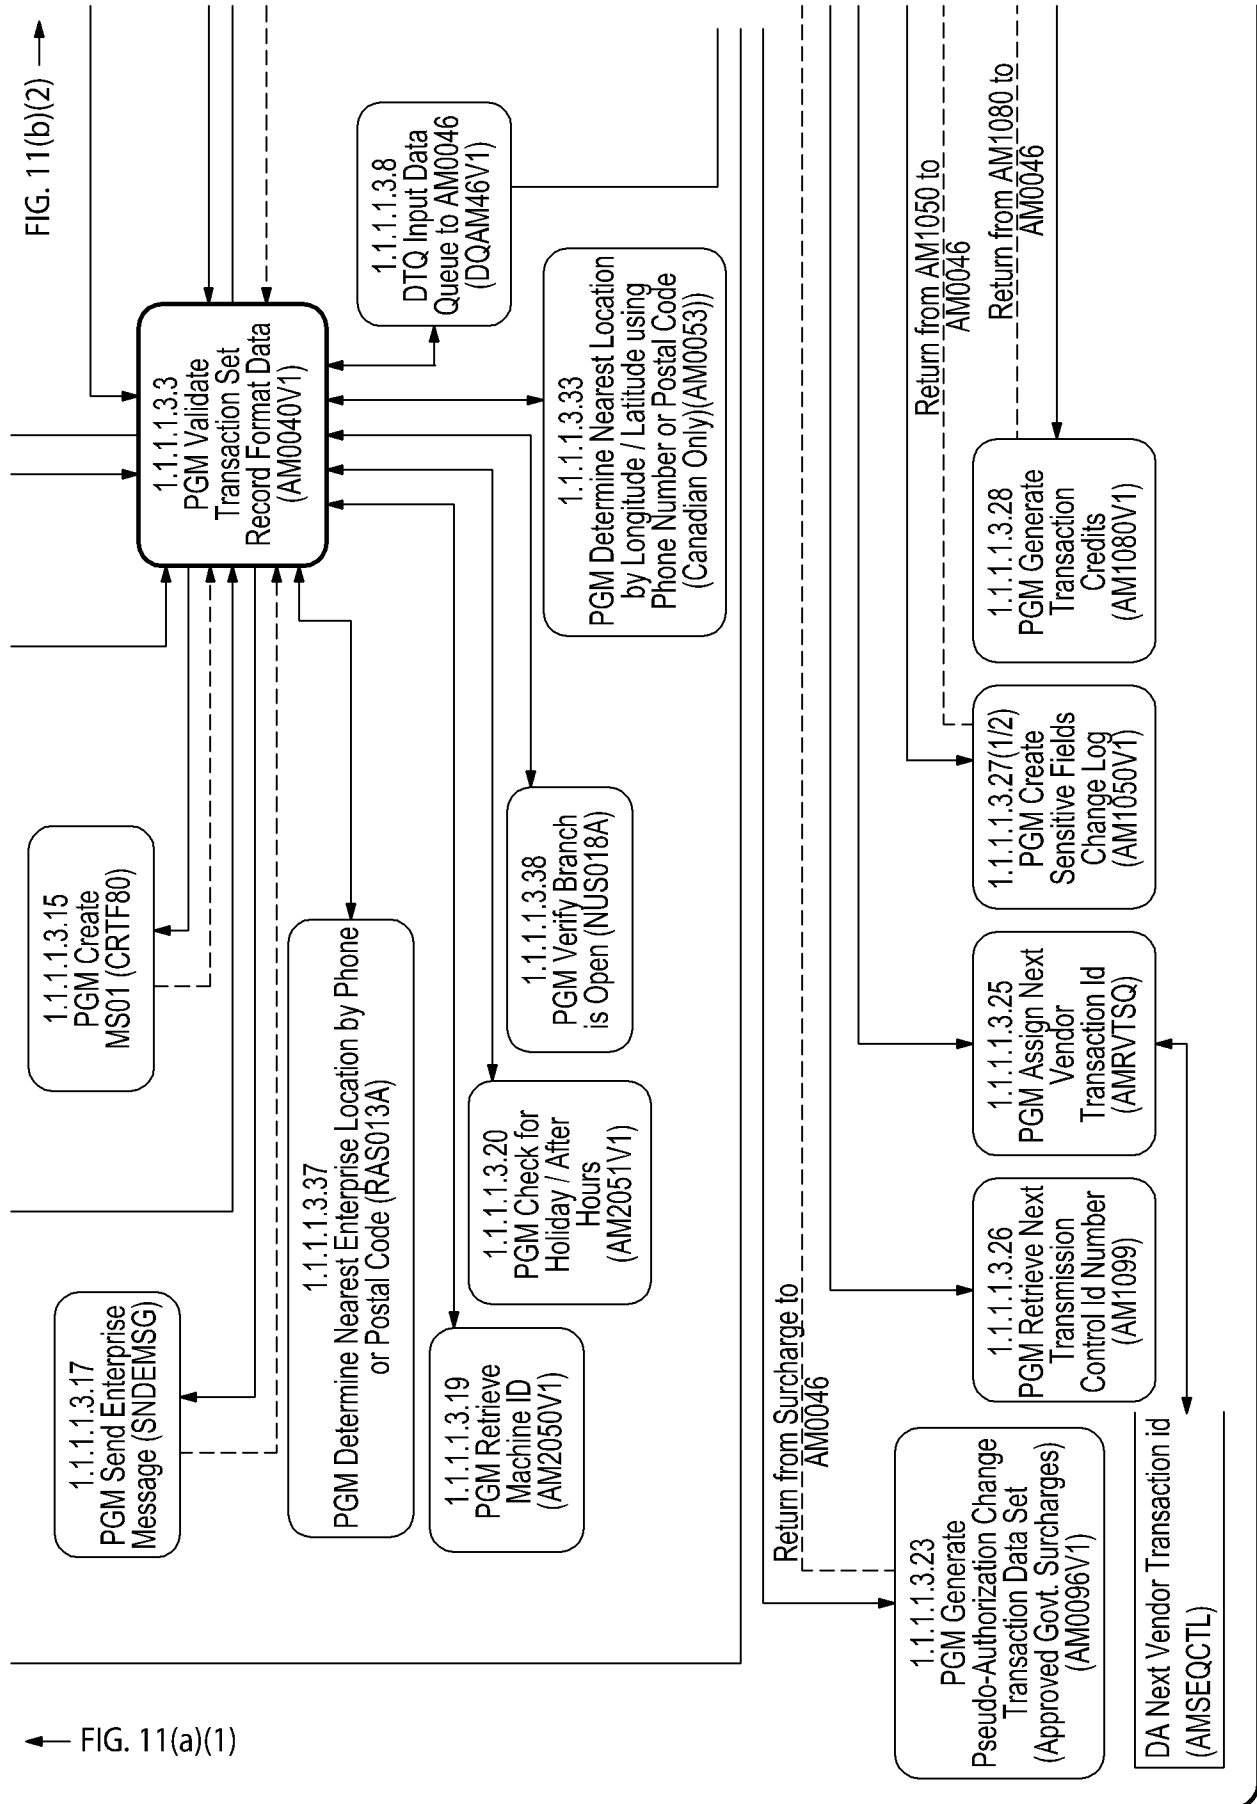 FIG. 11(a)(1)
FIG. 11(b)(2)
1.1.1.1.3.17
PGM Send Enterprise
Message (SNDEMSG)
1.1.1.1.3.15
PGM Create
MS01 (CRTF80)
1.1.1.1.3.3
PGM Validate
Transaction Set
Record Format Data
(AM0040V1)
1.1.1.1.3.37
PGM Determine Nearest Enterprise Location by Phone
or Postal Code (RAS013A)
1.1.1.1.3.8
DTQ Input Data
Queue to AM0046
(DQAM46V1)
1.1.1.1.3.19
PGM Retrieve
Machine ID
(AM2050V1)
1.1.1.1.3.20
PGM Check for
Holiday / After
Hours
(AM2051V1)
1.1.1.1.3.38
PGM Verify Branch
is Open (NUS018A)
1.1.1.1.3.33
PGM Determine Nearest Location
by Longitude / Latitude using
Phone Number or Postal Code
(Canadian Only)(AM0053))
Return from Surcharge to
AM0046
Return from AM1050 to
AM0046
Return from AM1080 to
AM0046
1.1.1.1.3.23
PGM Generate
Pseudo-Authorization Change
Transaction Data Set
(Approved Govt. Surcharges)
(AM0096V1)
1.1.1.1.3.26
PGM Retrieve Next
Transmission
Control Id Number
(AM1099)
1.1.1.1.3.25
PGM Assign Next
Vendor
Transaction Id
(AMRVTSQ)
1.1.1.1.3.27(1/2)
PGM Create
Sensitive Fields
Change Log
(AM1050V1)
1.1.1.1.3.28
PGM Generate
Transaction
Credits
(AM1080V1)
DA Next Vendor Transaction id
(AMSEQCTL)